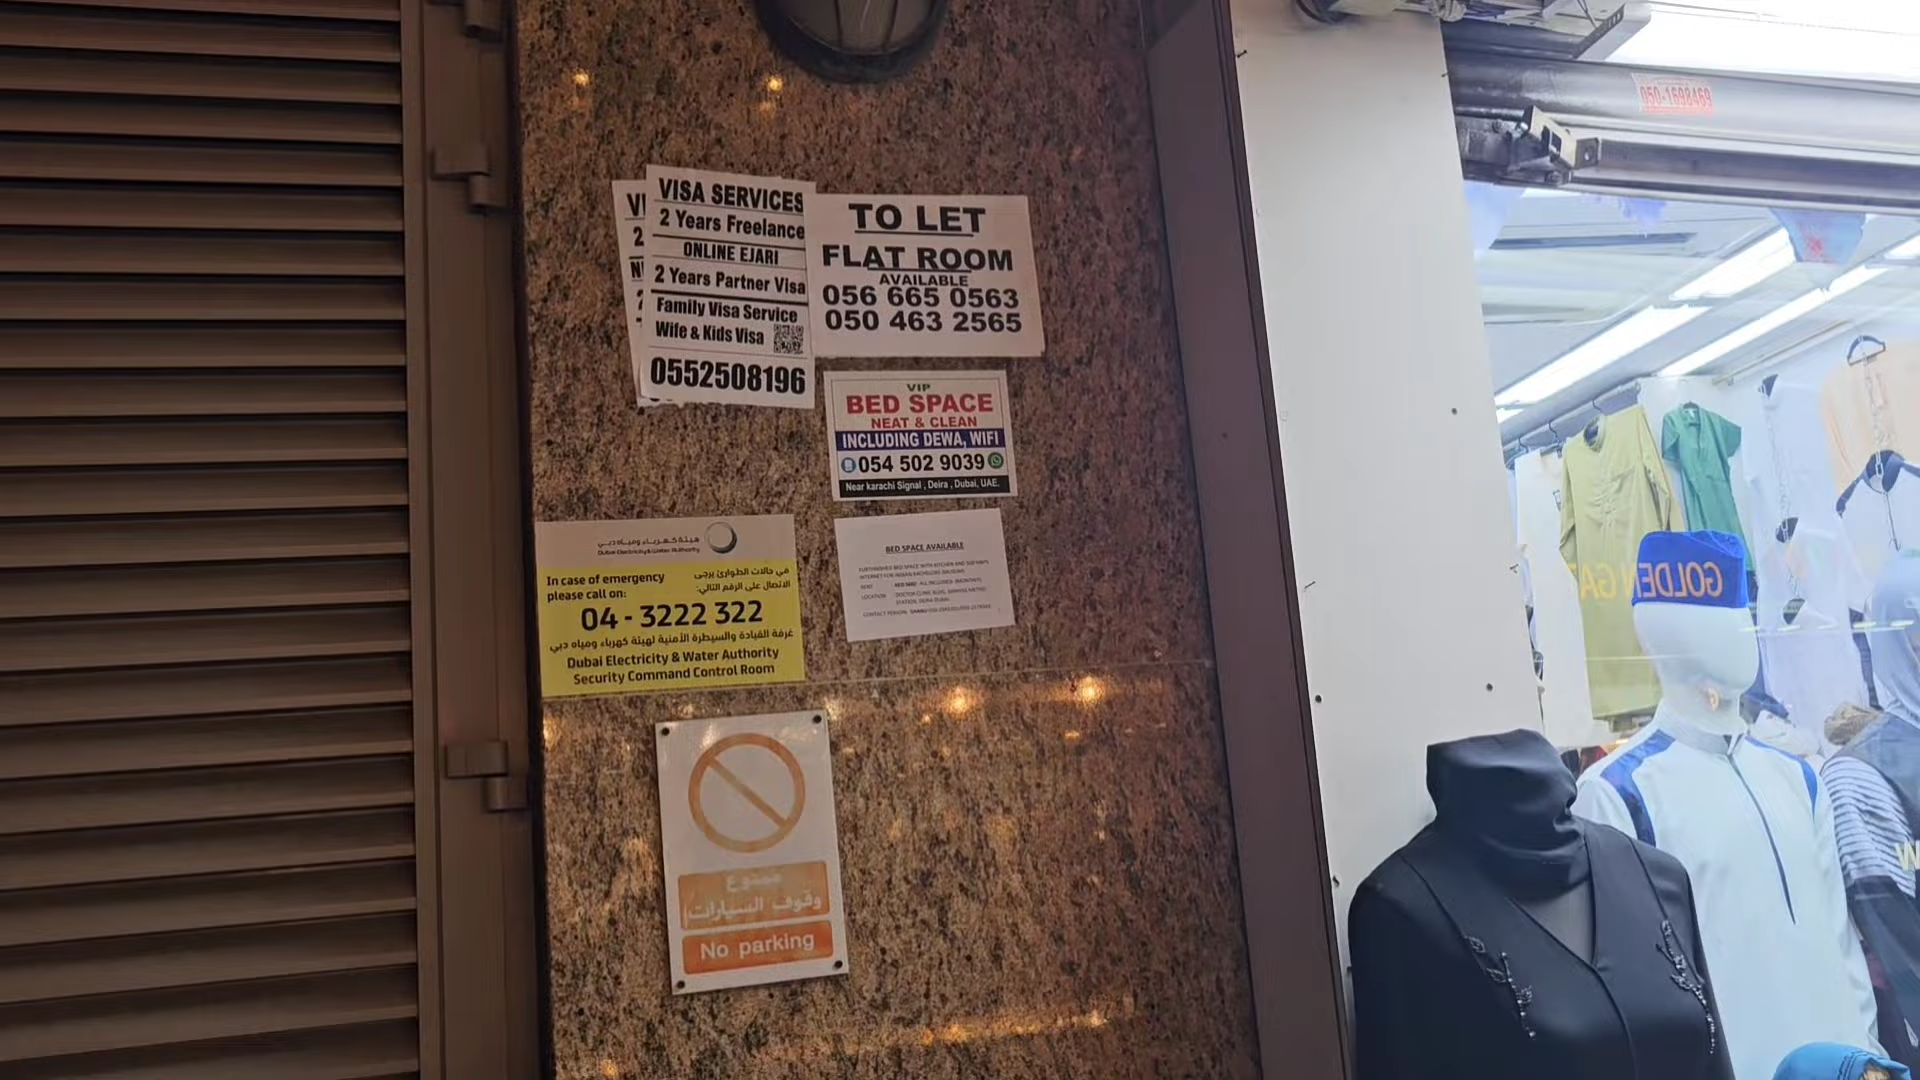 VISA SERVICES
2 Years Freelance
ONLINE EJARI
2 Years Partner Visa
Family Visa Service
Wife & Kids Visa
0552508196
TO LET
FLAT ROOM
AVAILABLE
056 665 0563
050 463 2565
VIP
BED SPACE
NEAT & CLEAN
INCLUDING DEWA, WIFI
054 502 9039
Near karachi Signal , Deira , Dubai, UAE.
هيئة كهرباء ومياه دبي
Dubai Electricity & Water Authority
In case of emergency
please call on:
في حالات الطوارئ يرجى
الاتصال على الرقم التالي:
04 - 3222 322
غرفة القيادة والسيطرة الأمنية لهيئة كهرباء ومياه دبي
Dubai Electricity & Water Authority
Security Command Control Room
BED SPACE AVAILABLE
LOCATION
CONTACT PERSON
ممنوع
وقوف السيارات
No parking
050-1698469
GOLDEN GA